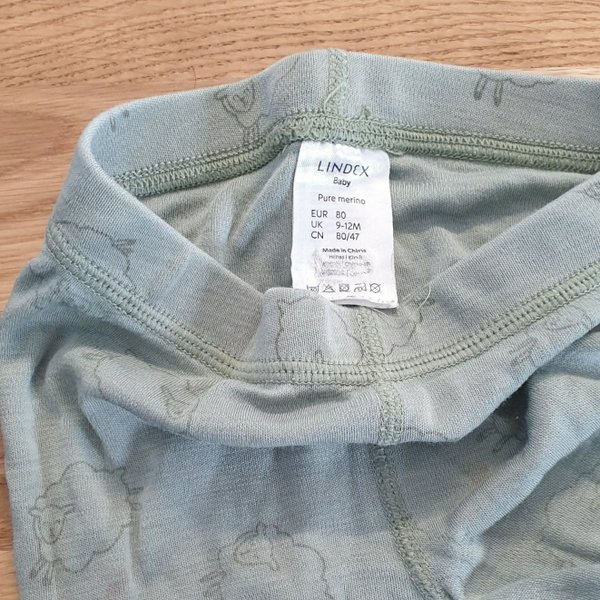 LINDEX
Baby
Pure merino
EUR 80
UK 9-12M
CN 80/47
Made in China